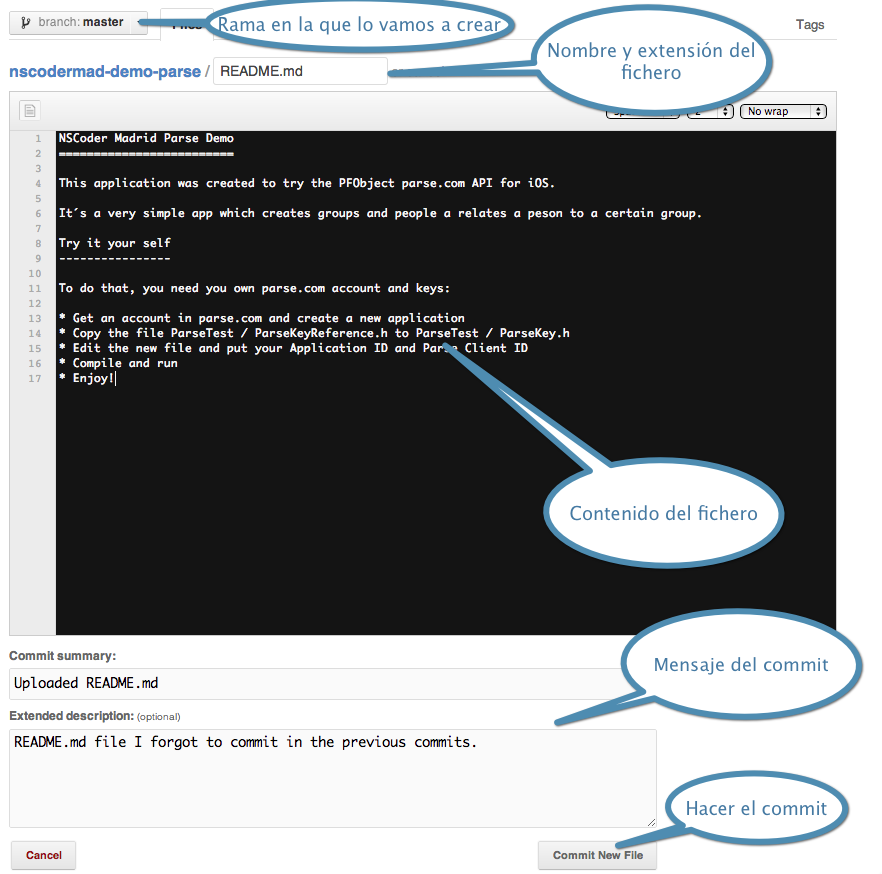 branch: master
Rama en la que lo vamos a crear
Tags
nscodermad-demo-parse / README.md
Nombre y extensión del
fichero
No wrap
1 NSCoder Madrid Parse Demo
2 =========================
3
4 This application was created to try the PFObject parse.com API for iOS.
5
6 It´s a very simple app which creates groups and people a relates a peson to a certain group.
7
8 Try it your self
9 ----------------
10
11 To do that, you need you own parse.com account and keys:
12
13 * Get an account in parse.com and create a new application
14 * Copy the file ParseTest / ParseKeyReference.h to ParseTest / ParseKey.h
15 * Edit the new file and put your Application ID and Parse Client ID
16 * Compile and run
17 * Enjoy!
Contenido del fichero
Commit summary:
Uploaded README.md
Mensaje del commit
Extended description: (optional)
README.md file I forgot to commit in the previous commits.
Hacer el commit
Cancel
Commit New File